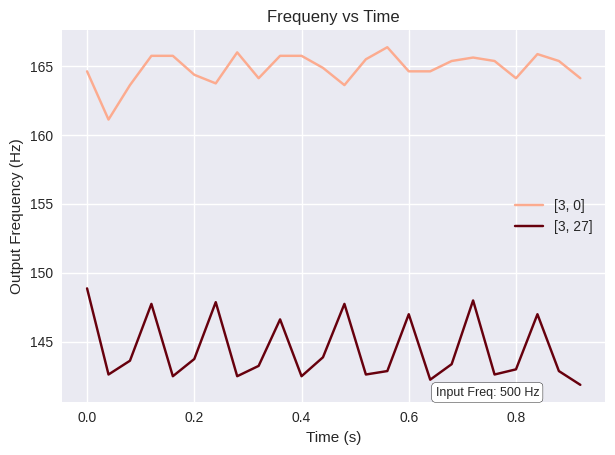 Frequeny vs Time
Output Frequency (Hz)
165
160
155
150
145
[3, 0]
[3, 27]
Input Freq: 500 Hz
0.0 0.2 0.4 0.6 0.8
Time (s)